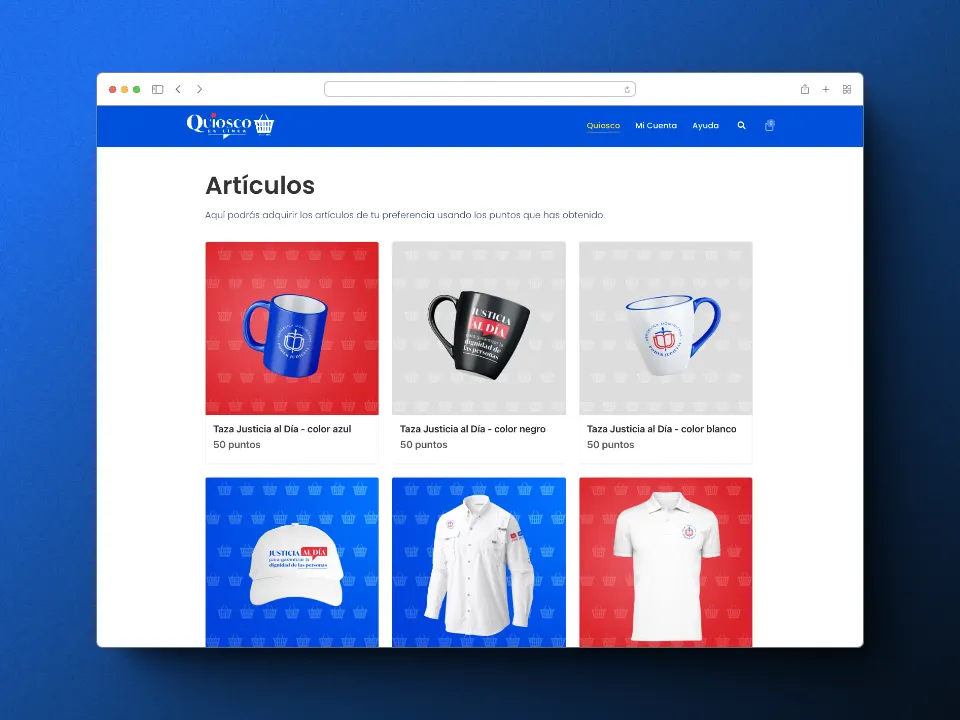 Quiosco
EN LÍNEA
Quiosco Mi Cuenta Ayuda
Artículos
Aquí podrás adquirir los artículos de tu preferencia usando los puntos que has obtenido.
JUSTICIA
AL DÍA
para garantizar la
dignidad de
las personas
PODER JUDICIAL
Taza Justicia al Día - color azul
50 puntos
Taza Justicia al Día - color negro
50 puntos
Taza Justicia al Día - color blanco
50 puntos
JUSTICIA AL DÍA
para garantizar la
dignidad de las personas